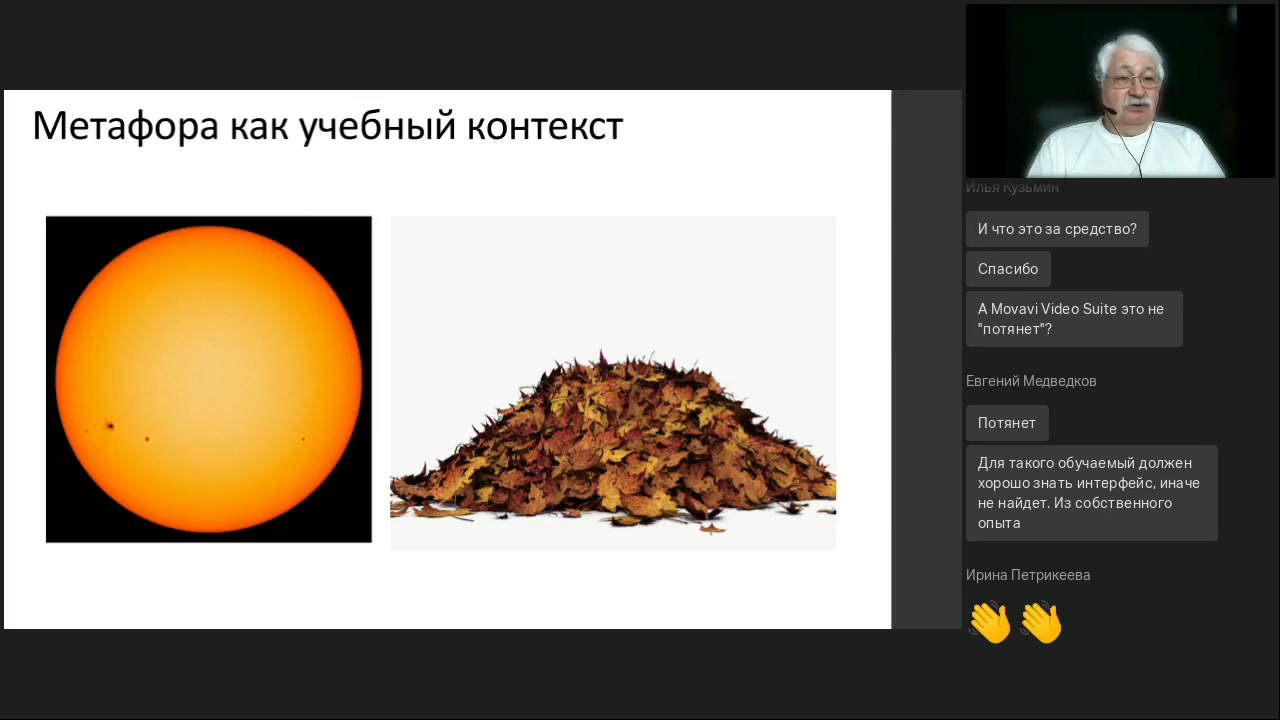 Метафора как учебный контекст
Илья Кузьмин
И что это за средство?
Спасибо
А Movavi Video Suite это не
"потянет"?
Евгений Медведков
Потянет
Для такого обучаемый должен
хорошо знать интерфейс, иначе
не найдет. Из собственного
опыта
Ирина Петрикеева